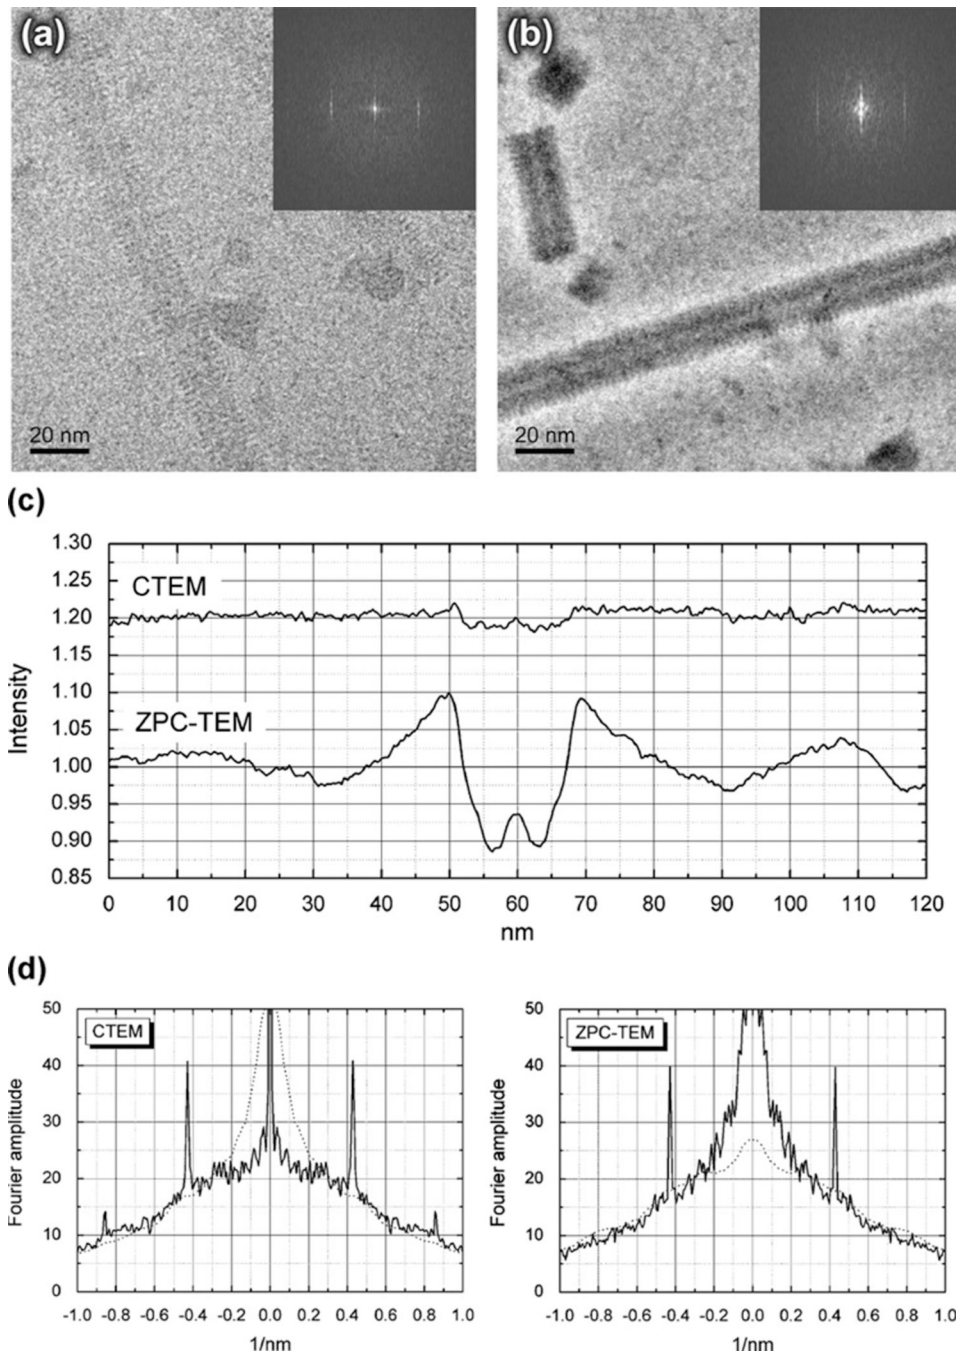 (a)
(b)
20 nm
20 nm
(c)
1.30
1.25
1.20
1.15
1.10
1.05
1.00
0.95
0.90
0.85
Intensity
CTEM
ZPC-TEM
0 10 20 30 40 50 60 70 80 90 100 110 120
nm
(d)
50
40
30
20
10
0
Fourier amplitude
CTEM
-1.0 -0.8 -0.6 -0.4 -0.2 0.0 0.2 0.4 0.6 0.8 1.0
1/nm
50
40
30
20
10
0
Fourier amplitude
ZPC-TEM
-1.0 -0.8 -0.6 -0.4 -0.2 0.0 0.2 0.4 0.6 0.8 1.0
1/nm